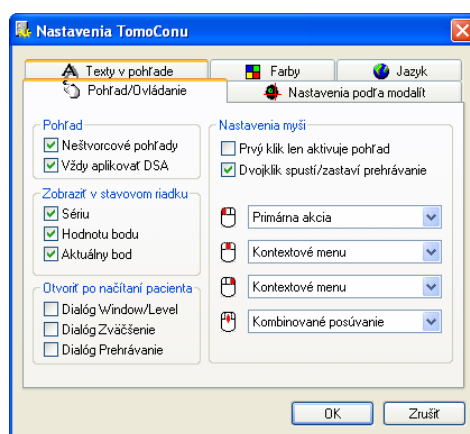 Nastavenia TomoConu
Texty v pohľade
Farby
Jazyk
Pohľad/Ovládanie
Nastavenia podľa modalít
Pohľad
Neštvorcové pohľady
Vždy aplikovať DSA
Zobraziť v stavovom riadku
Sériu
Hodnotu bodu
Aktuálny bod
Otvoriť po načítaní pacienta
Dialóg Window/Level
Dialóg Zväčšenie
Dialóg Prehrávanie
Nastavenia myši
Prvý klik len aktivuje pohľad
Dvojklik spustí/zastaví prehrávanie
Primárna akcia
Kontextové menu
Kontextové menu
Kombinované posúvanie
OK
Zrušiť